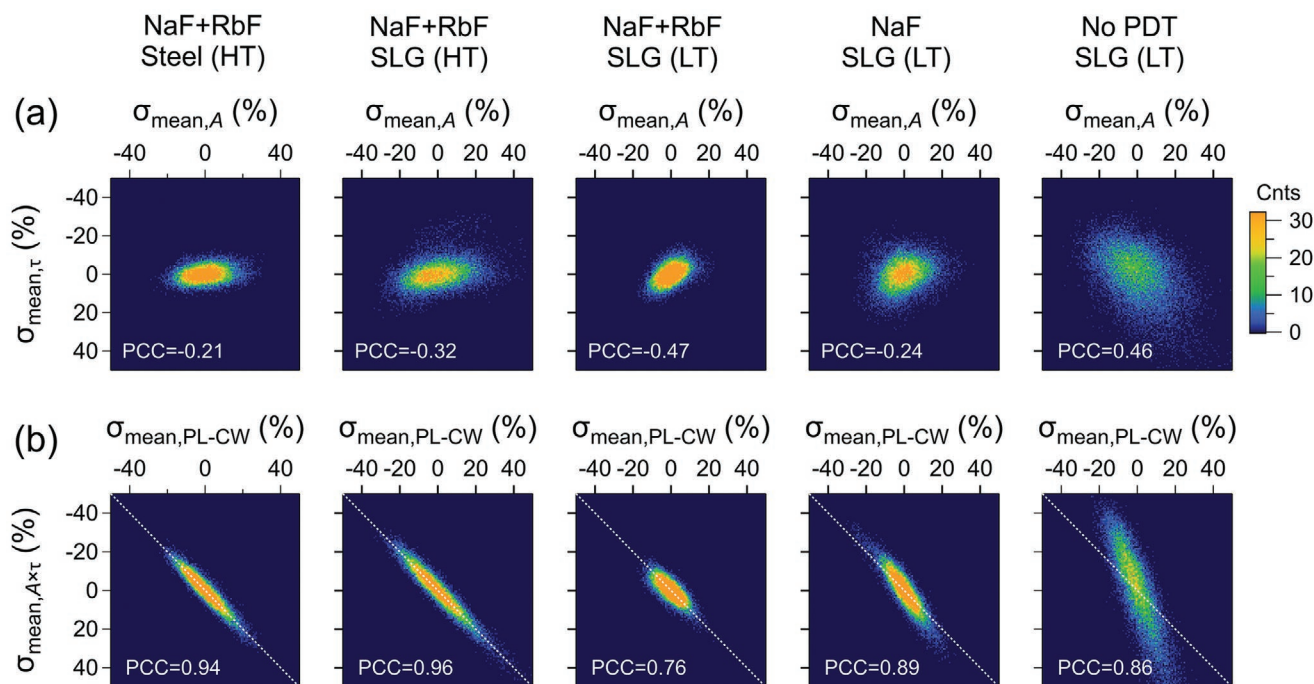 NaF+RbF
Steel (HT)
NaF+RbF
SLG (HT)
NaF+RbF
SLG (LT)
NaF
SLG (LT)
No PDT
SLG (LT)
(a)
σmean,A (%)
σmean,A (%)
σmean,A (%)
σmean,A (%)
σmean,A (%)
-40 0 40
-40 -20 0 20 40
-40 -20 0 20 40
-40 -20 0 20 40
-40 -20 0 20 40
σmean,τ (%)
-40
-20
0
20
40
PCC=-0.21
PCC=-0.32
PCC=-0.47
PCC=-0.24
PCC=0.46
Cnts
30
20
10
0
(b)
σmean,PL-CW (%)
σmean,PL-CW (%)
σmean,PL-CW (%)
σmean,PL-CW (%)
σmean,PL-CW (%)
-40 -20 0 20 40
-40 -20 0 20 40
-40 -20 0 20 40
-40 -20 0 20 40
-40 -20 0 20 40
σmean,A×τ (%)
-40
-20
0
20
40
PCC=0.94
PCC=0.96
PCC=0.76
PCC=0.89
PCC=0.86